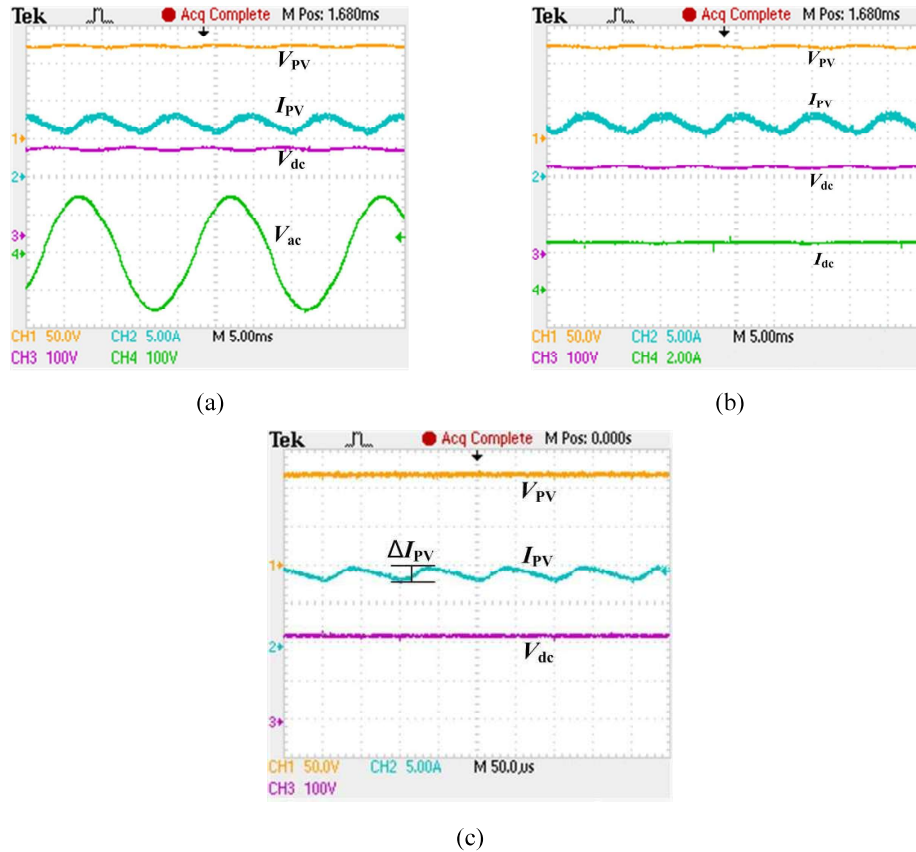 Tek Acq Complete M Pos: 1.680ms
VPV
IPV
1
Vdc
2
3
Vac
4
CH1 50.0V CH2 5.00A M 5.00ms
CH3 100V CH4 100V
(a)
Tek Acq Complete M Pos: 1.680ms
VPV
IPV
1
2
Vdc
3
Idc
4
CH1 50.0V CH2 5.00A M 5.00ms
CH3 100V CH4 2.00A
(b)
Tek Acq Complete M Pos: 0.000s
VPV
ΔIPV IPV
1
2
Vdc
3
CH1 50.0V CH2 5.00A M 50.0µs
CH3 100V
(c)